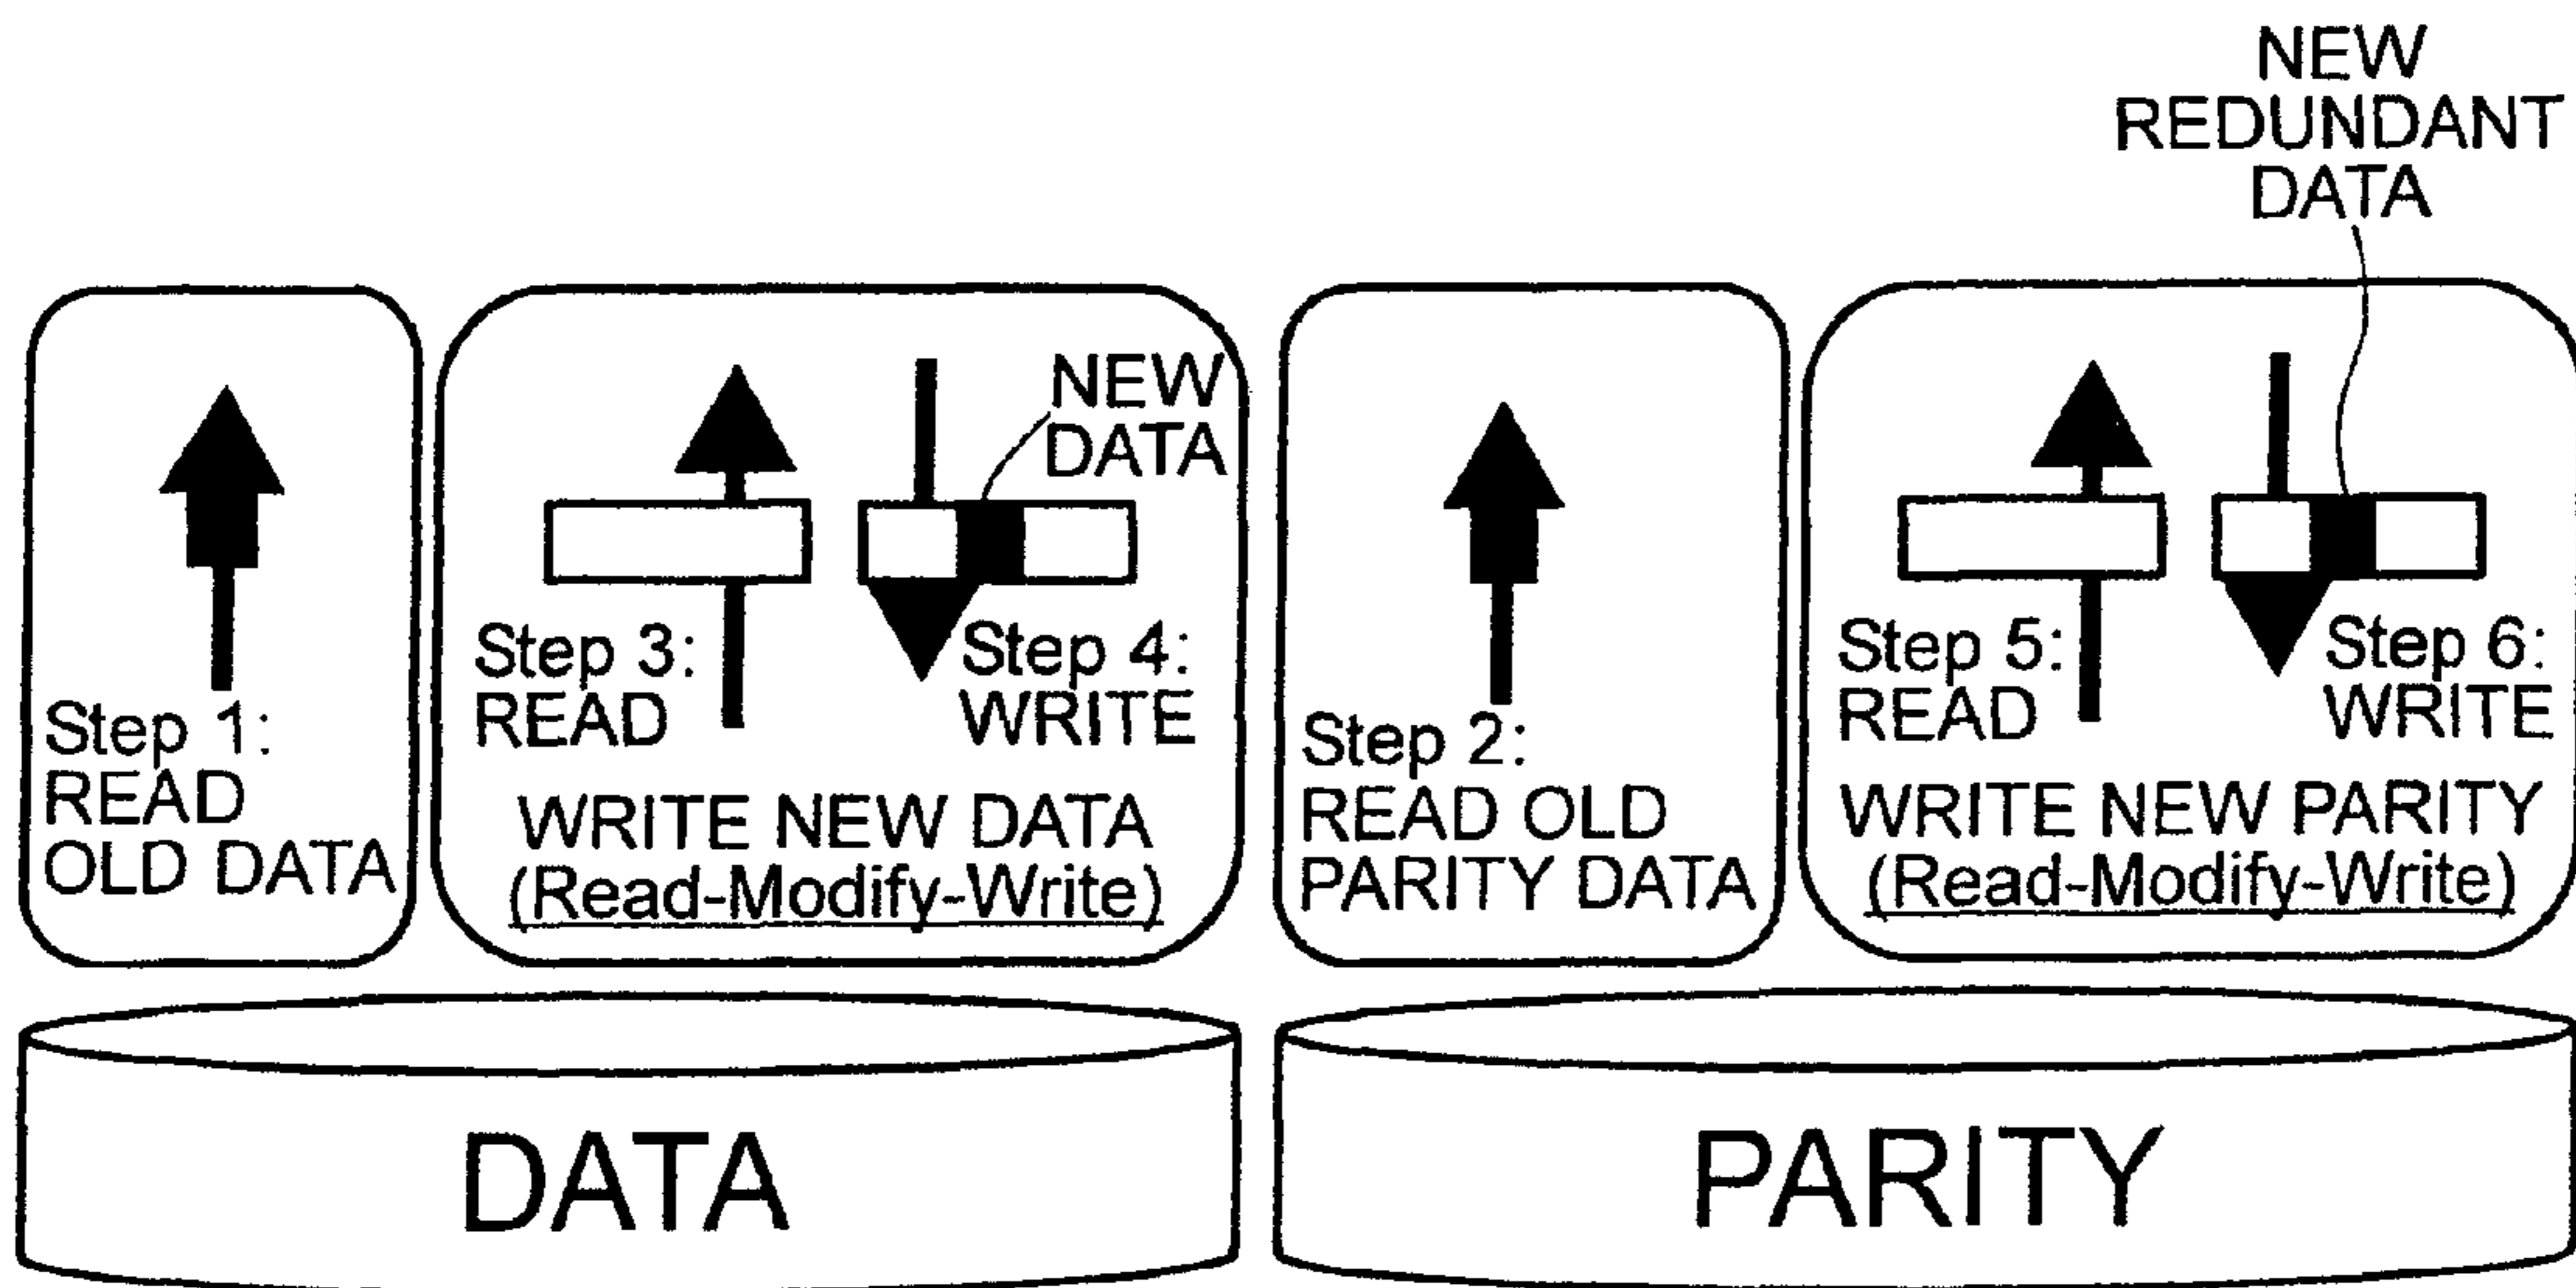 NEW
REDUNDANT
DATA
NEW
DATA
Step 1:
READ
OLD DATA
Step 3:
READ
Step 4:
WRITE
WRITE NEW DATA
(Read-Modify-Write)
Step 2:
READ OLD
PARITY DATA
Step 5:
READ
Step 6:
WRITE
WRITE NEW PARITY
(Read-Modify-Write)
DATA
PARITY